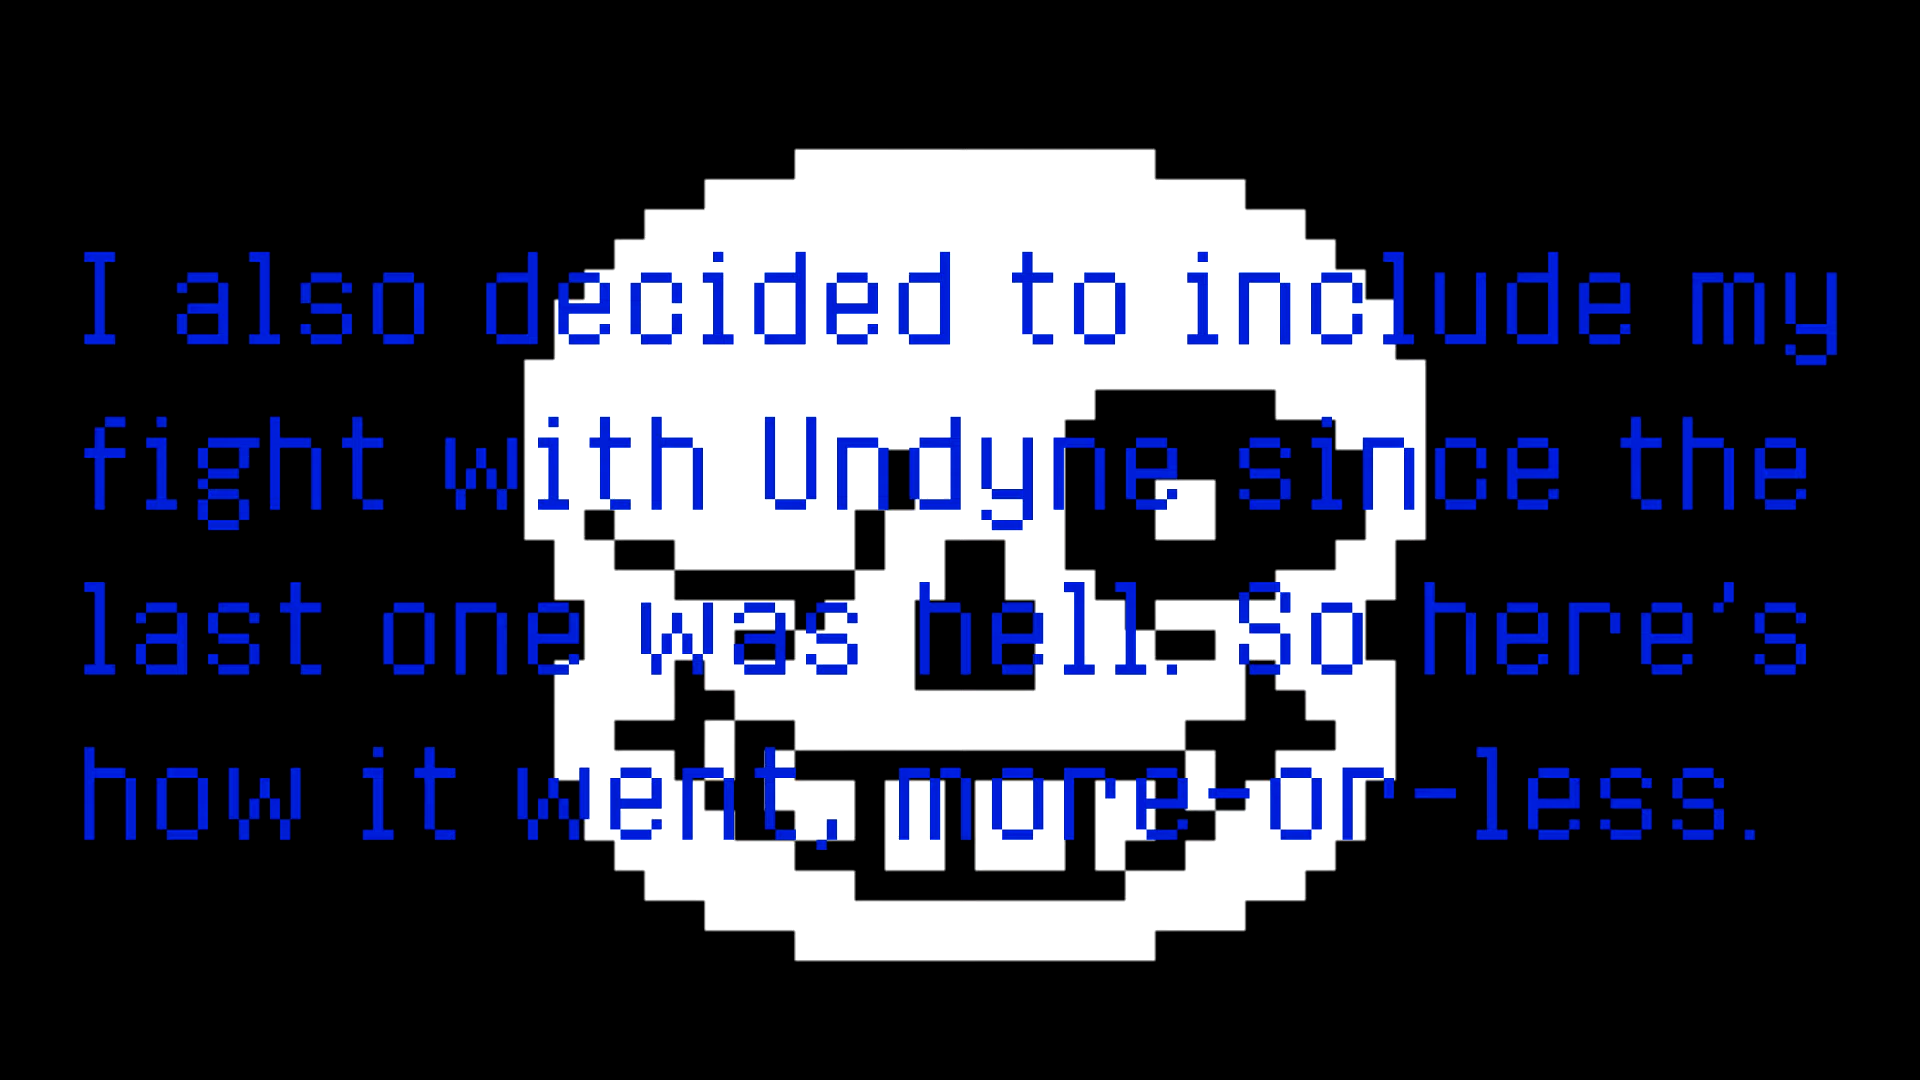 I also decided to include my
fight with Undyne since the
last one was hell. So here's
how it went, more-or-less.